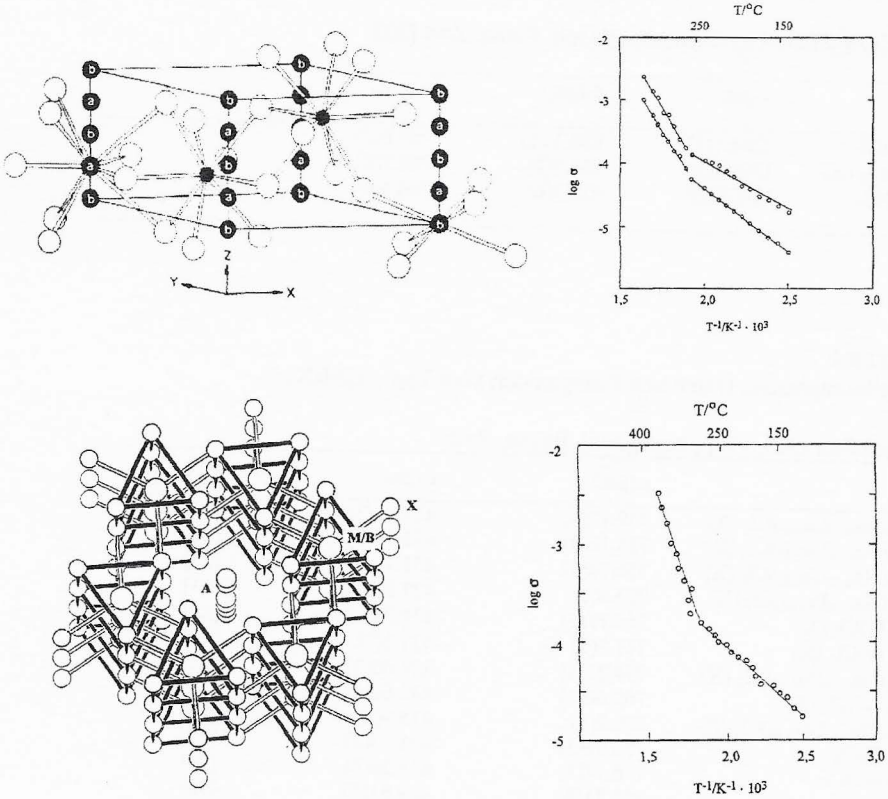 b
b
a
b
b
b
a
a
b
b
a
a
a
b
a
a
b
b
b
b
Z
Y
X
T/°C
250 150
-2
-3
-4
-5
log σ
1,5 2,0 2,5 3,0
T⁻¹/K⁻¹ · 10³
X
M/B
A
T/°C
400 250 150
-2
-3
-4
-5
log σ
1,5 2,0 2,5 3,0
T⁻¹/K⁻¹ · 10³